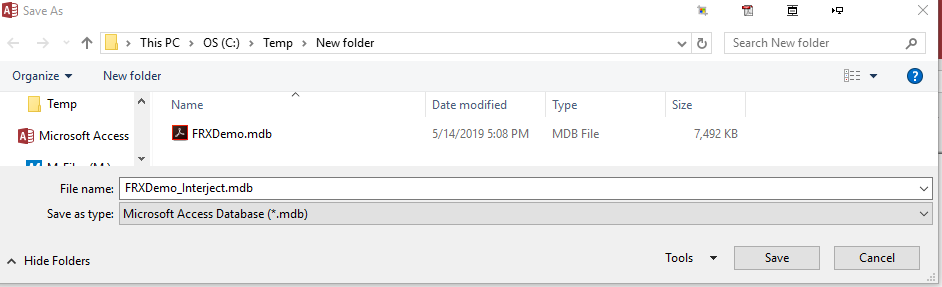 Save As
This PC > OS (C:) > Temp > New folder
Search New folder
Organize New folder
Name Date modified Type Size
Temp
Microsoft Access
FRXDemo.mdb 5/14/2019 5:08 PM MDB File 7,492 KB
File name: FRXDemo_Interject.mdb
Save as type: Microsoft Access Database (*.mdb)
Hide Folders Tools Save Cancel